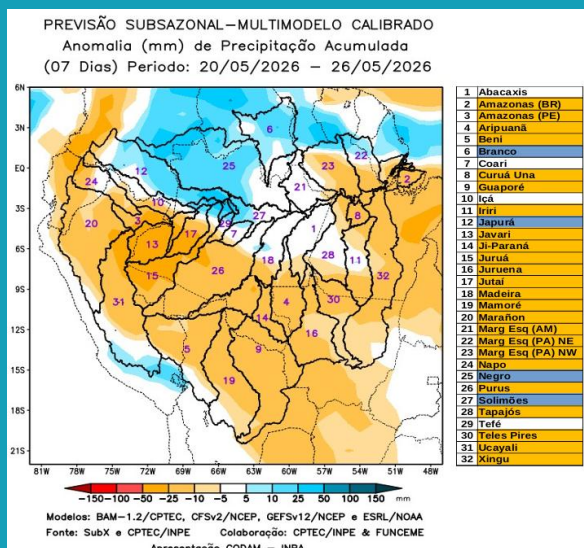 PREVISÃO SUBSAZONAL–MULTIMODELO CALIBRADO
Anomalia (mm) de Precipitação Acumulada
(07 Dias) Periodo: 20/05/2026 – 26/05/2026
6N
3N
EQ
3S
6S
9S
12S
15S
18S
21S
81W 78W 75W 72W 69W 66W 63W 60W 57W 54W 51W 48W
6
12
25
22
23
2
24
21
10
20
3
13
17
7
27
1
8
18
28
11
15
26
32
31
4
30
14
16
5
9
19
1 Abacaxis
2 Amazonas (BR)
3 Amazonas (PE)
4 Aripuanã
5 Beni
6 Branco
7 Coari
8 Curuá Una
9 Guaporé
10 Içá
11 Iriri
12 Japurá
13 Javari
14 Ji-Paraná
15 Juruá
16 Juruena
17 Jutaí
18 Madeira
19 Mamoré
20 Marañon
21 Marg Esq (AM)
22 Marg Esq (PA) NE
23 Marg Esq (PA) NW
24 Napo
25 Negro
26 Purus
27 Solimões
28 Tapajós
29 Tefé
30 Teles Pires
31 Ucayali
32 Xingu
−150 −100 −50 −25 −10 −5 5 10 25 50 100 150 mm
Modelos: BAM−1.2/CPTEC, CFSv2/NCEP, GEFSv12/NCEP e ESRL/NOAA
Fonte: SubX e CPTEC/INPE Colaboração: CPTEC/INPE & FUNCEME
Apresentação CODAM − INPA